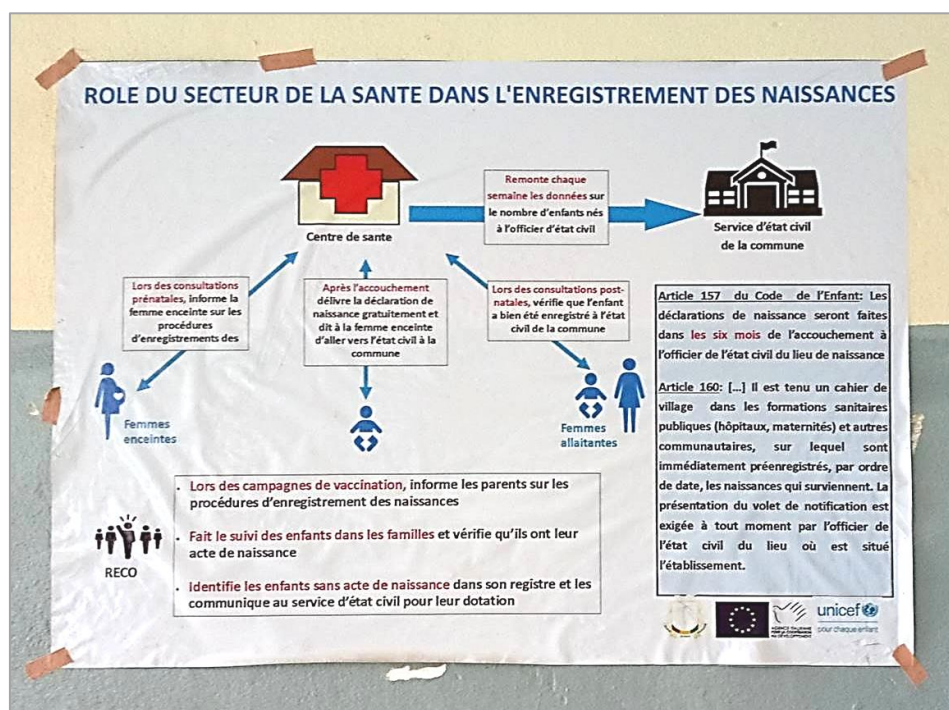 ROLE DU SECTEUR DE LA SANTE DANS L'ENREGISTREMENT DES NAISSANCES
Centre de sante
Remonte chaque
semaine les données sur
le nombre d'enfants nés
à l'officier d'état civil
Service d'état civil
de la commune
Lors des consultations
prénatales, informe la
femme enceinte sur les
procédures
d'enregistrements des
Après l'accouchement
délivre la déclaration de
naissance gratuitement et
dit à la femme enceinte
d'aller vers l'état civil à la
commune
Lors des consultations post-
natales, vérifie que l'enfant
a bien été enregistré à l'état
civil de la commune
Femmes
enceintes
Femmes
allaitantes
Article 157 du Code de l'Enfant: Les
déclarations de naissance seront faites
dans les six mois de l'accouchement à
l'officier de l'état civil du lieu de naissance
Article 160: [...] Il est tenu un cahier de
village dans les formations sanitaires
publiques (hôpitaux, maternités) et autres
communautaires, sur lequel sont
immédiatement préenregistrés, par ordre
de date, les naissances qui surviennent. La
présentation du volet de notification est
exigée à tout moment par l'officier de
l'état civil du lieu où est situé
l'établissement.
RECO
. Lors des campagnes de vaccination, informe les parents sur les
procédures d'enregistrement des naissances
. Fait le suivi des enfants dans les familles et vérifie qu'ils ont leur
acte de naissance
. Identifie les enfants sans acte de naissance dans son registre et les
communique au service d'état civil pour leur dotation
AGENCE ITALIENNE
POUR LA COOPERATION
AU DEVELOPPEMENT
unicef
pour chaque enfant